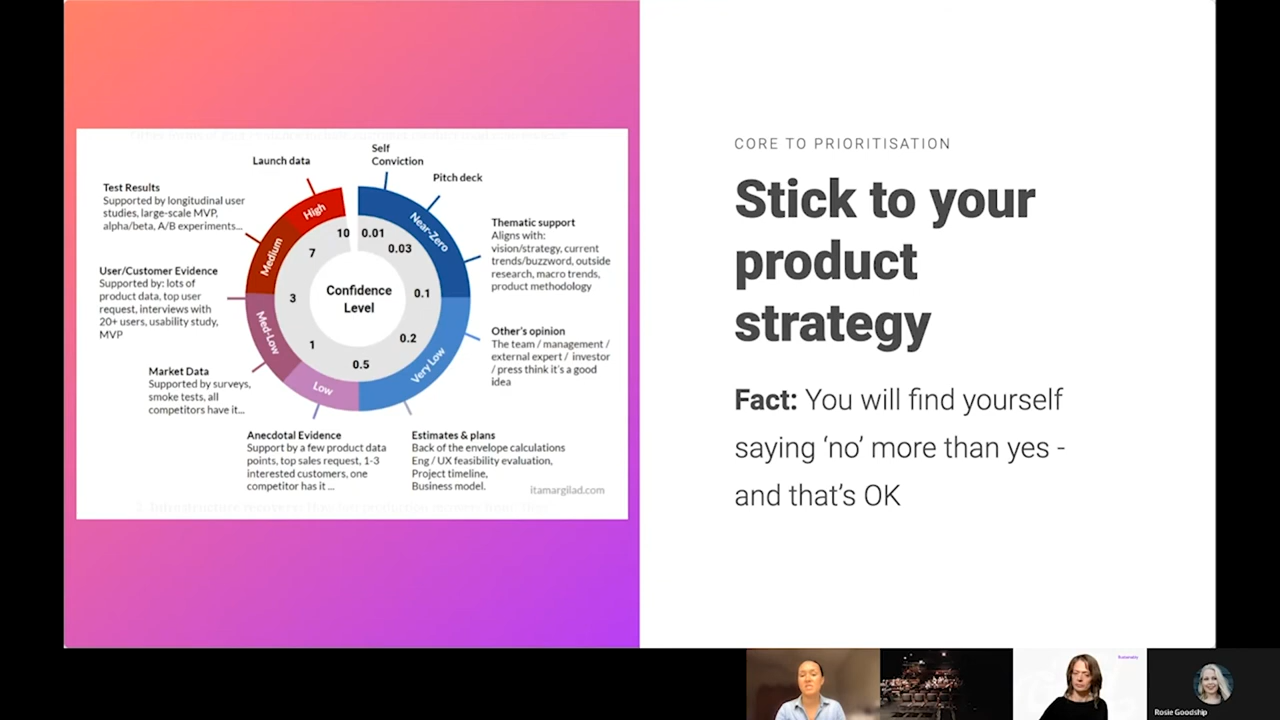 Self
Conviction
Launch data
Pitch deck
Test Results
Supported by longitudinal user
studies, large-scale MVP,
alpha/beta, A/B experiments...
Thematic support
Aligns with:
vision/strategy, current
trends/buzzword, outside
research, macro trends,
product methodology
User/Customer Evidence
Supported by: lots of
product data, top user
request, interviews with
20+ users, usability study,
MVP
Other's opinion
The team / management /
external expert / investor
/ press think it's a good
idea
Market Data
Supported by surveys,
smoke tests, all
competitors have it...
Anecdotal Evidence
Support by a few product data
points, top sales request, 1-3
interested customers, one
competitor has it ...
Estimates & plans
Back of the envelope calculations
Eng / UX feasibility evaluation,
Project timeline,
Business model.
itamargilad.com
High
Medium
Med-Low
Low
Very Low
Near-Zero
10
0.01
0.03
7
0.1
3
0.2
1
0.5
Confidence
Level
CORE TO PRIORITISATION
Stick to your
product
strategy
Fact: You will find yourself
saying ‘no’ more than yes -
and that’s OK
Rosie Goodship